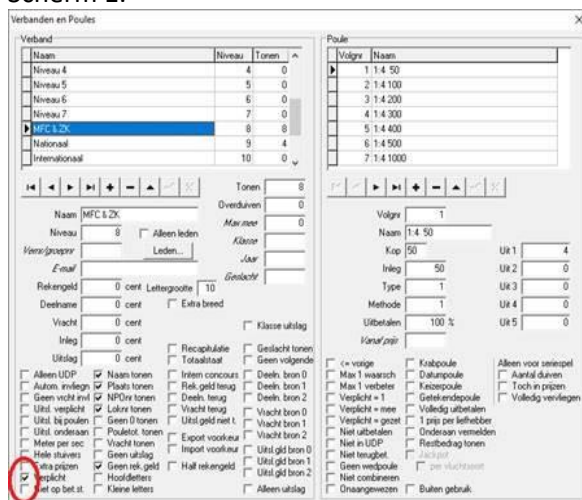 Verbanden en Poules
Verband
Naam Niveau Tonen
Niveau 4 4 0
Niveau 5 5 0
Niveau 6 6 0
Niveau 7 7 0
MFC & ZK 8 8
Nationaal 9 4
Internationaal 10 0
Tonen 8
Overduiven 0
Max mee 0
Klasse
Jaar
Geslacht
Naam MFC & ZK
Niveau 8 Alleen leden
Leden...
E-mail
Rekengeld 0 cent Lettergrootte 10
Deelname 0 cent Extra breed
Vracht 0 cent Klasse uitslag
Inleg 0 cent Recapitulatie Geslacht tonen
Uitslag 0 cent Totaalstaat Geen volgende
Alleen UDP Naam tonen Intern concours Deeln. bron 0
Autom. invliegn Plaats tonen Rek.geld terug Deeln. bron 1
Geen vicht invl NPOnr tonen Deeln. terug Deeln. bron 2
Uitsl. verplicht Loknr tonen Vracht terug Vracht bron 0
Uitsl. bij poulen Geen 0 tonen Uitsl.geld niet t. Vracht bron 1
Uitsl. onderaan Pouletot. tonen Export voorkeur Vracht bron 2
Meter per sec Vracht tonen Import voorkeur Uitsl.gld bron 0
Hele stuivers Geen uitslag Uitsl.gld bron 1
Extra prijzen Geen rek.geld Half rekengeld Uitsl.gld bron 2
Verplicht Hoofdletters
Niet op bet.st. Kleine letters Alleen uitslag
Poule
Volgnr Naam
1 1:4 50
2 1:4 100
3 1:4 200
4 1:4 300
5 1:4 400
6 1:4 500
7 1:4 1000
Volgnr 1
Naam 1:4 50
Kop 50 Uit 1 4
Inleg 50 Uit 2 0
Type 1 Uit 3 0
Methode 1 Uit 4 0
Uitbetalen 100 % Uit 5 0
Vanaf prijs
<= vorige Krabpoule Alleen voor seriespel
Max 1 waarsch Datumpoule Aantal duiven
Max 1 verbeter Keizerpoule Toch in prijzen
Verplicht = 1 Getekendepoule Volledig vervliegen
Verplicht = mee Volledig uitbetalen
Verplicht = gezet 1 prijs per liefhebber
Niet uitbetalen Onderaan vermelden
Niet in UDP Restbedrag tonen
Niet terugbet. Jackpot
Geen wedpoule per vluchtsoort
Niet combineren
Onaangewezen Buiten gebruik